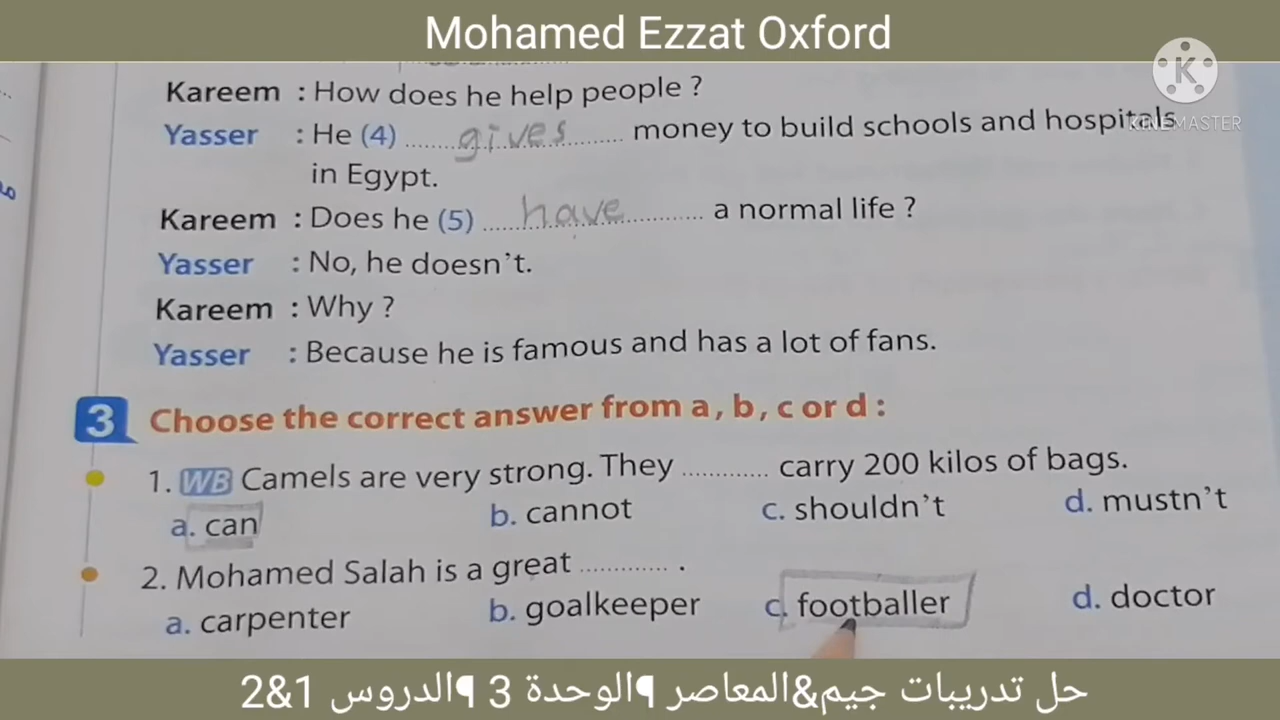 Mohamed Ezzat Oxford
K
KINEMASTER
Kareem : How does he help people ?
Yasser : He (4) gives money to build schools and hospitals
in Egypt.
Kareem : Does he (5) have a normal life ?
Yasser : No, he doesn't.
Kareem : Why ?
Yasser : Because he is famous and has a lot of fans.
3 Choose the correct answer from a , b , c or d :
1. WB Camels are very strong. They ............ carry 200 kilos of bags.
a. can b. cannot c. shouldn't d. mustn't
2. Mohamed Salah is a great ............ .
a. carpenter b. goalkeeper c. footballer d. doctor
حل تدريبات جيم&المعاصر ¶الوحدة 3 ¶الدروس 1&2